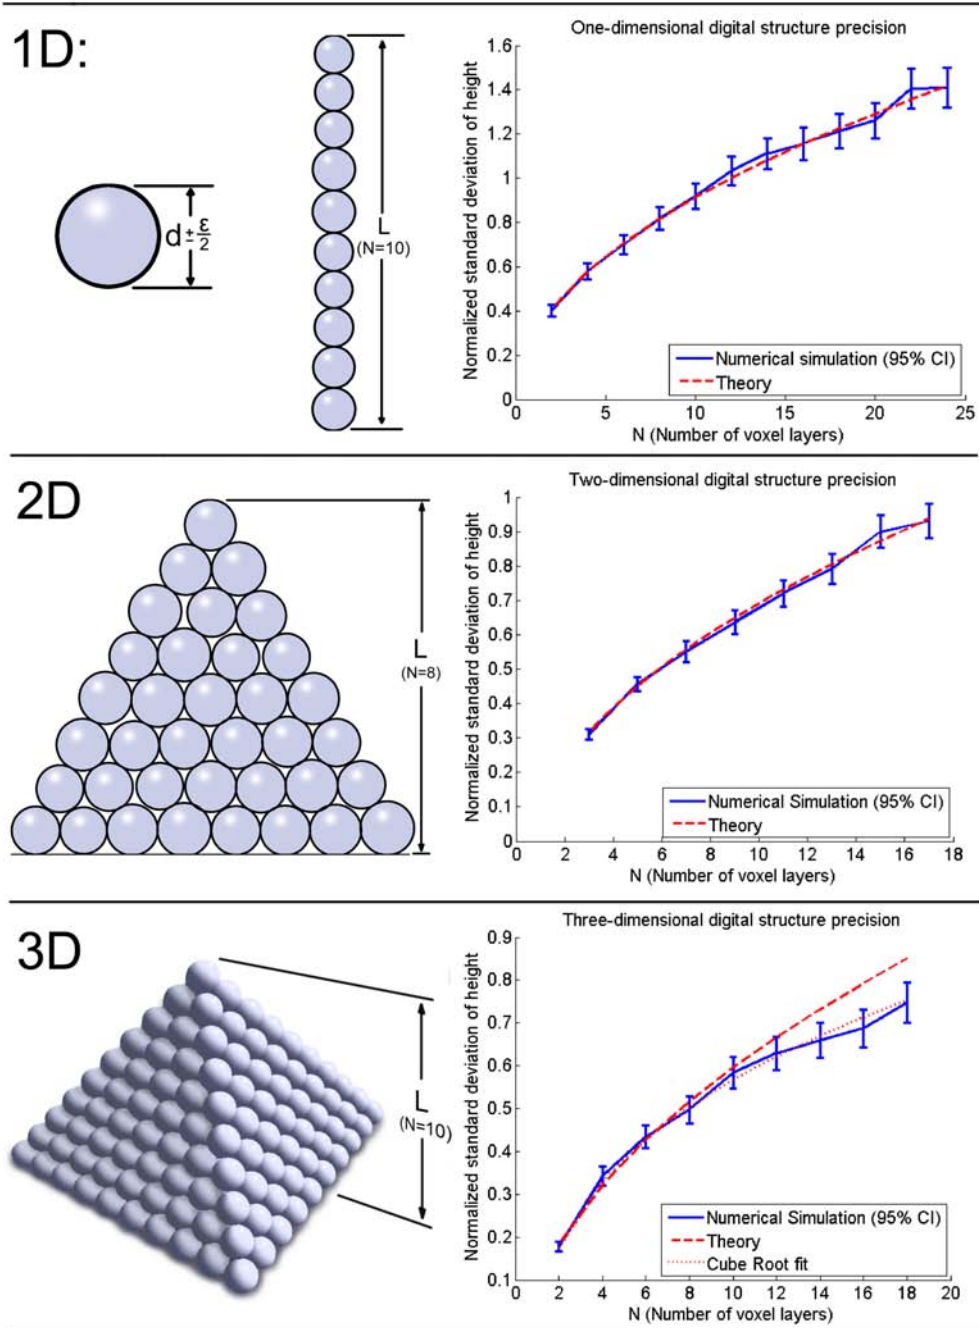 1D:
d ± ε/2
L
(N=10)
One-dimensional digital structure precision
Normalized standard deviation of height
1.6
1.4
1.2
1
0.8
0.6
0.4
0.2
0
0 5 10 15 20 25
N (Number of voxel layers)
Numerical simulation (95% CI)
Theory
2D
L
(N=8)
Two-dimensional digital structure precision
Normalized standard deviation of height
1
0.9
0.8
0.7
0.6
0.5
0.4
0.3
0.2
0.1
0
0 2 4 6 8 10 12 14 16 18
N (Number of voxel layers)
Numerical Simulation (95% CI)
Theory
3D
L
(N=10)
Three-dimensional digital structure precision
Normalized standard deviation of height
0.9
0.8
0.7
0.6
0.5
0.4
0.3
0.2
0.1
0 2 4 6 8 10 12 14 16 18 20
N (Number of voxel layers)
Numerical Simulation (95% CI)
Theory
Cube Root fit